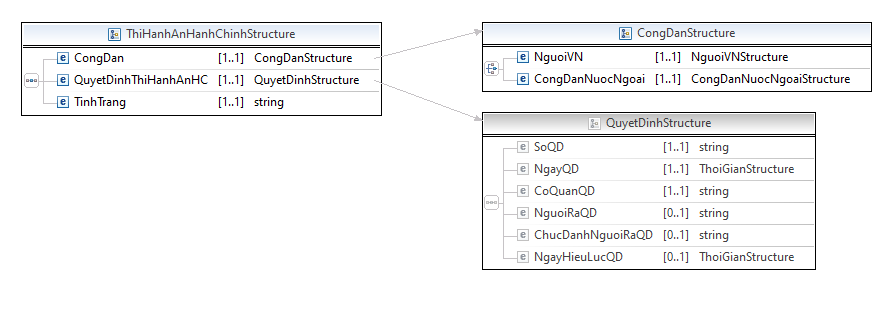 ThiHanhAnHanhChinhStructure
e CongDan [1..1] CongDanStructure
e QuyetDinhThiHanhAnHC [1..1] QuyetDinhStructure
e TinhTrang [1..1] string
CongDanStructure
e NguoiVN [1..1] NguoiVNStructure
e CongDanNuocNgoai [1..1] CongDanNuocNgoaiStructure
QuyetDinhStructure
e SoQD [1..1] string
e NgayQD [1..1] ThoiGianStructure
e CoQuanQD [1..1] string
e NguoiRaQD [0..1] string
e ChucDanhNguoiRaQD [0..1] string
e NgayHieuLucQD [0..1] ThoiGianStructure